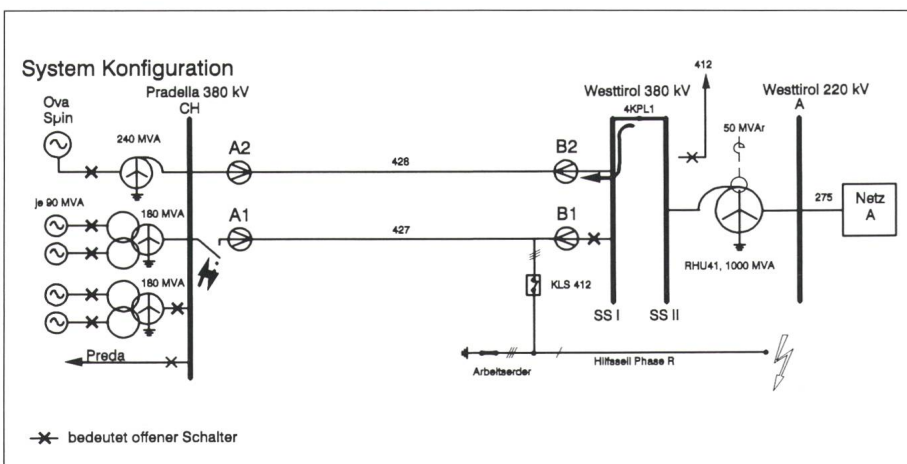 System Konfiguration
Ova
Spin
240 MVA
Pradella 380 kV
CH
A2
428
B2
Westtirol 380 kV
4KPL1
412
Westtirol 220 kV
A
50 MVAr
je 90 MVA
180 MVA
A1
427
B1
275
Netz
A
RHU41, 1000 MVA
180 MVA
KLS 412
SS I
SS II
Preda
Arbeitserder
Hilfsseil Phase R
bedeutet offener Schalter